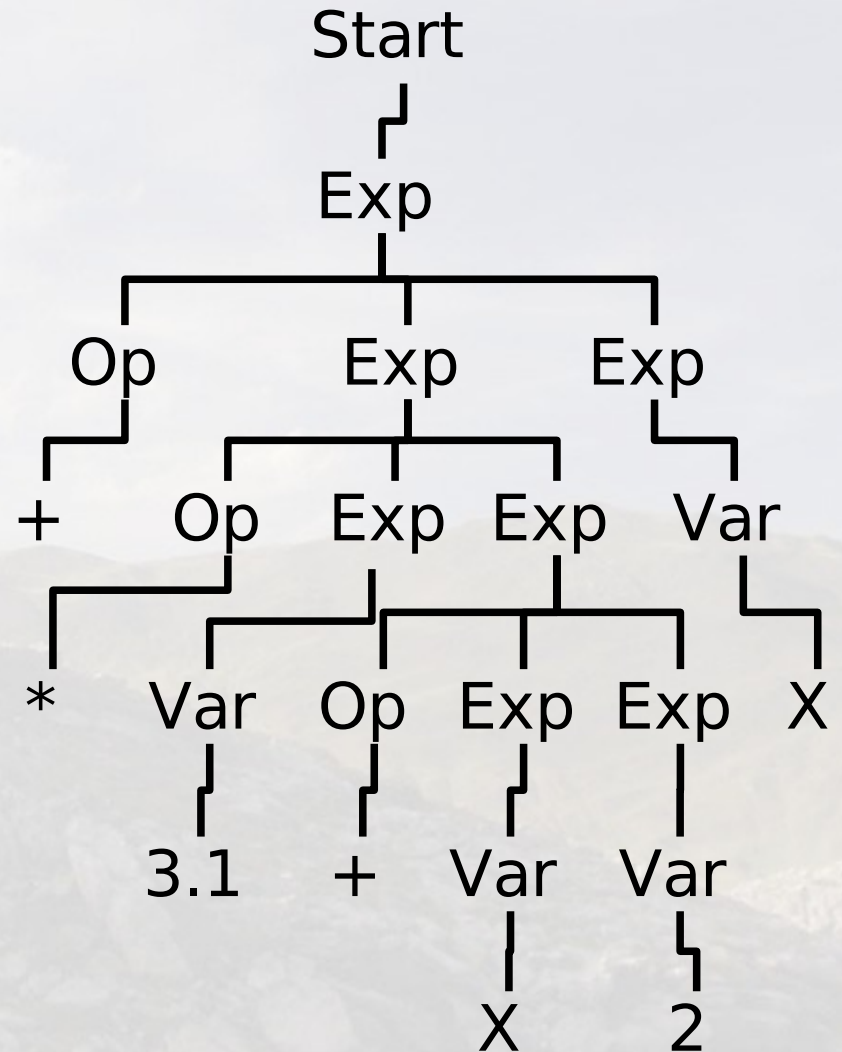 Start
Exp
Op Exp Exp
+ Op Exp Exp Var
* Var Op Exp Exp X
3.1 + Var Var
X 2